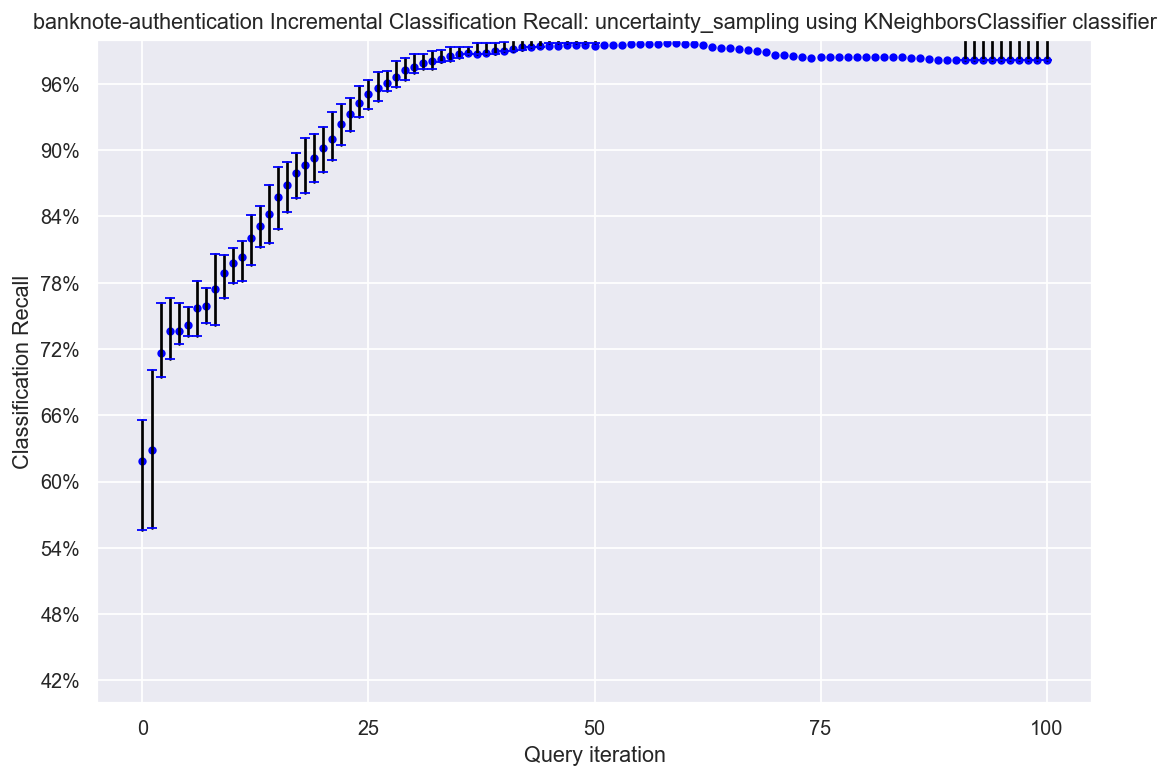 banknote-authentication Incremental Classification Recall: uncertainty_sampling using KNeighborsClassifier classifier
96%
90%
84%
78%
72%
66%
60%
54%
48%
42%
Classification Recall
0 25 50 75 100
Query iteration